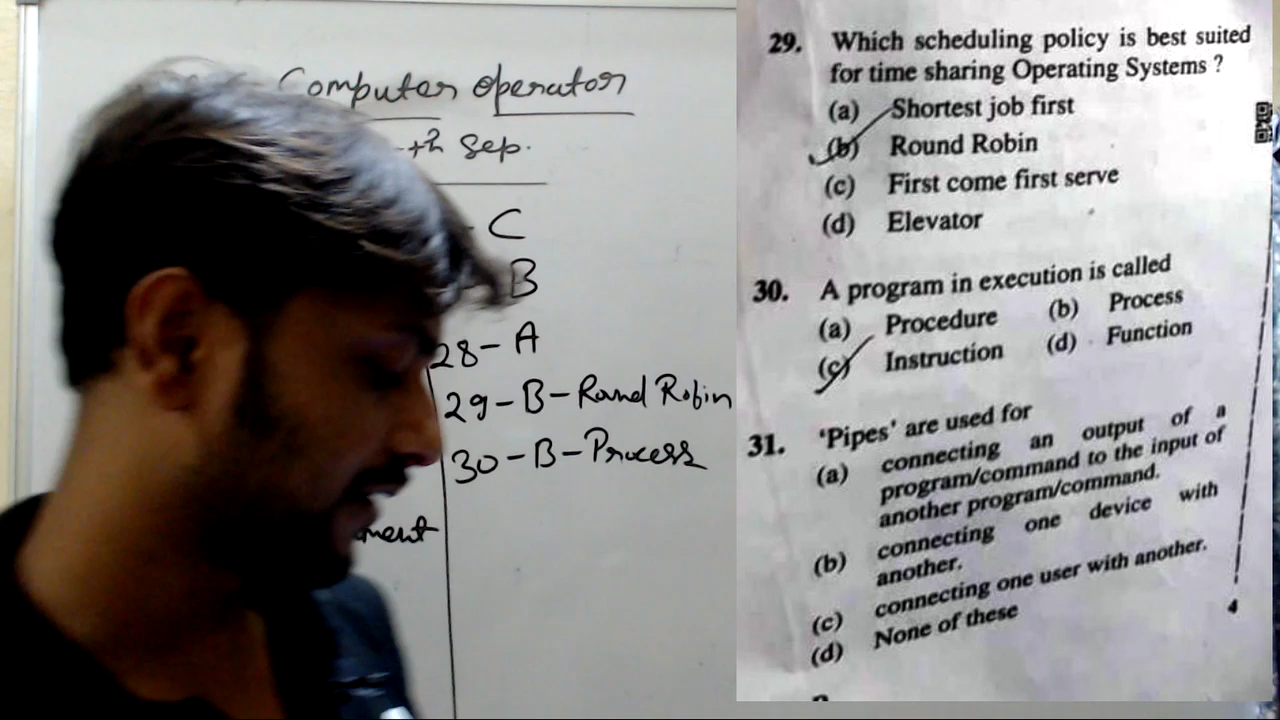 Computer operator
th Sep.
- C
B
28 - A
29 - B - Round Robin
30 - B - Process
29. Which scheduling policy is best suited
for time sharing Operating Systems ?
(a) Shortest job first
(b) Round Robin
(c) First come first serve
(d) Elevator
30. A program in execution is called
(a) Procedure (b) Process
(c) Instruction (d) Function
31. 'Pipes' are used for
(a) connecting an output of a
program/command to the input of
another program/command.
(b) connecting one device with
another.
(c) connecting one user with another.
(d) None of these
4